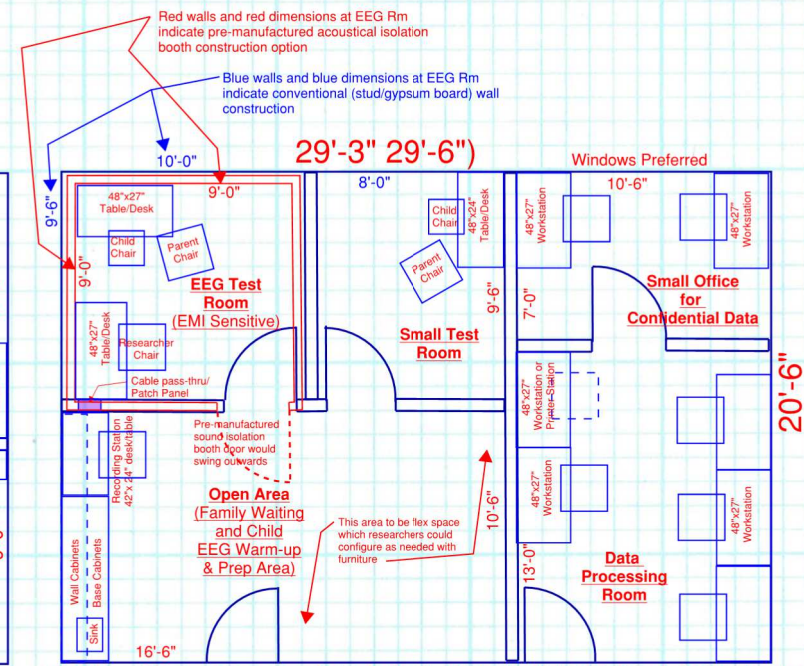 Red walls and red dimensions at EEG Rm
indicate pre-manufactured acoustical isolation
booth construction option
Blue walls and blue dimensions at EEG Rm
indicate conventional (stud/gypsum board) wall
construction
29'-3" 29'-6")
Windows Preferred
10'-0"
9'-0"
8'-0"
10'-6"
9'-6"
9'-0"
48"x27"
Table/Desk
Child
Chair
Parent
Chair
EEG Test
Room
(EMI Sensitive)
48"x27"
Table/Desk
Researcher
Chair
Cable pass-thru/
Patch Panel
Child
Chair
48"x24"
Table/Desk
Parent
Chair
9'-6"
Small Test
Room
48"x27"
Workstation
48"x27"
Workstation
7'-0"
Small Office
for
Confidential Data
20'-6"
Recording Station
42"x 24" desk/table
Pre-manufactured
sound isolation
booth door would
swing outwards
Open Area
(Family Waiting
and Child
EEG Warm-up
& Prep Area)
This area to be flex space
which researchers could
configure as needed with
furniture
10'-6"
Wall Cabinets
Base Cabinets
Sink
16'-6"
48"x27"
Workstation or
Printer Station
48"x27"
Workstation
48"x27"
Workstation
13'-0"
Data
Processing
Room